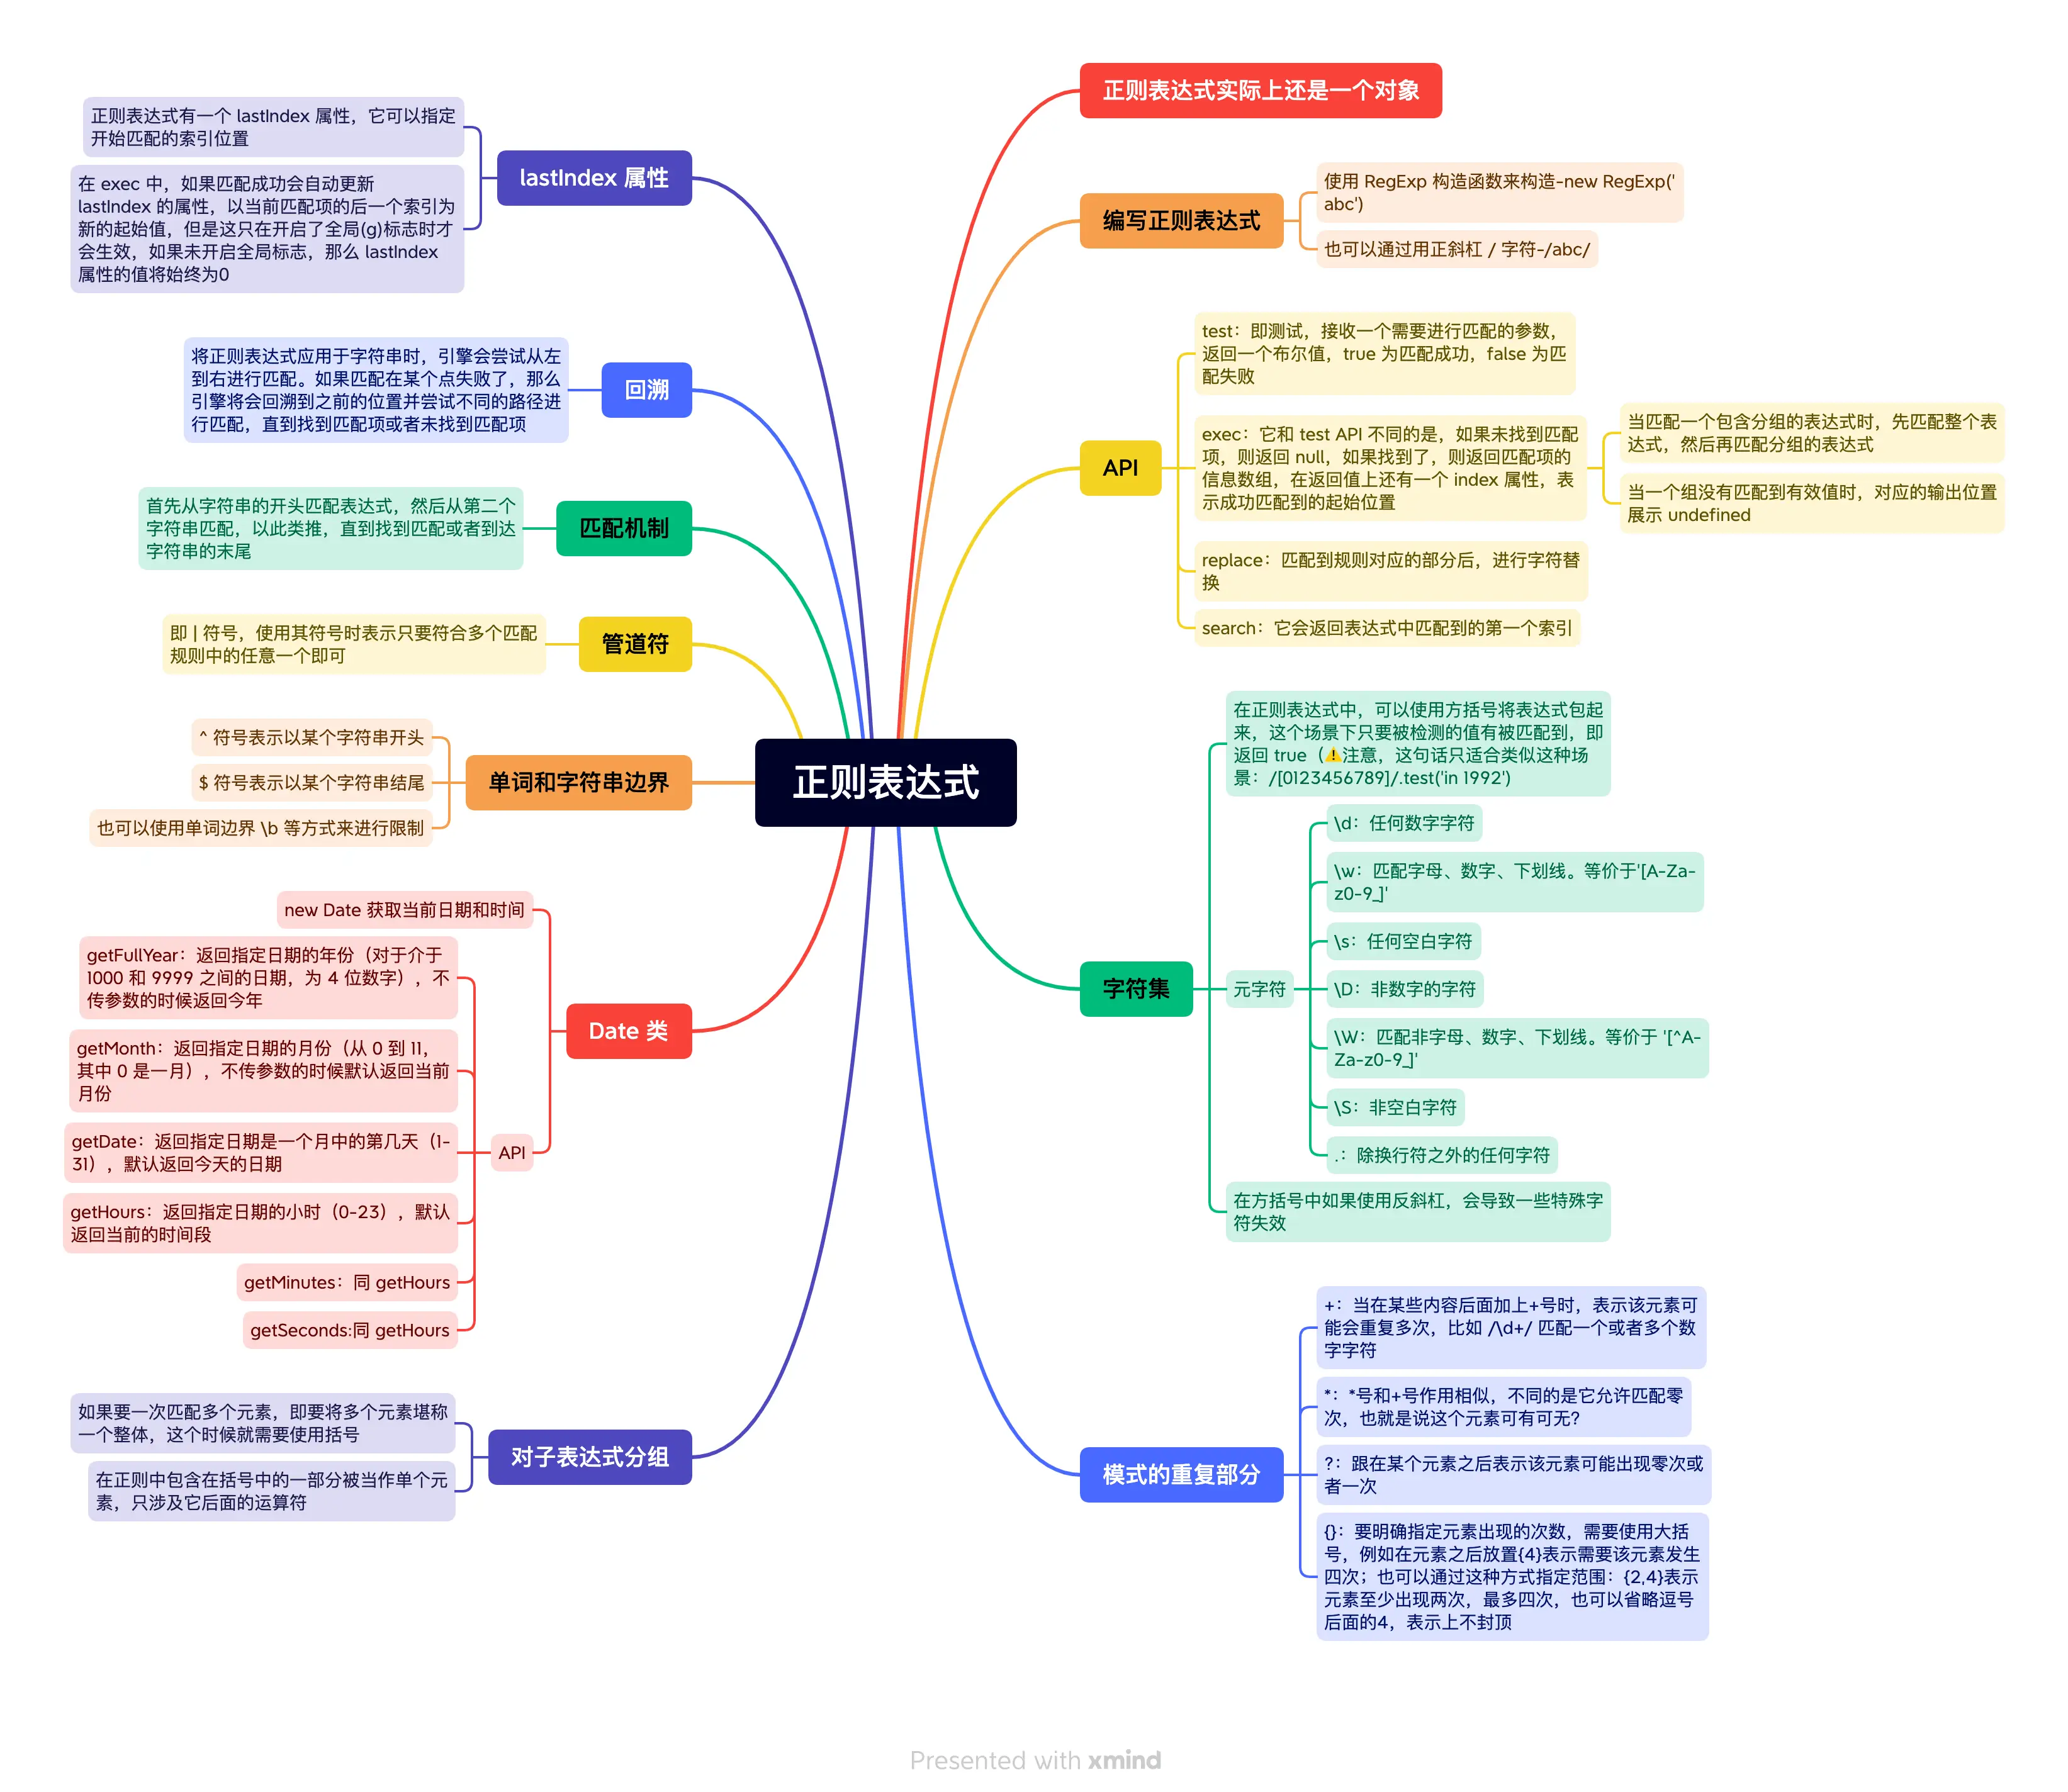 正则表达式
正则表达式实际上还是一个对象
编写正则表达式
使用 RegExp 构造函数来构造-new RegExp('
abc')
也可以通过用正斜杠 / 字符-/abc/
API
test：即测试，接收一个需要进行匹配的参数，
返回一个布尔值，true 为匹配成功，false 为匹
配失败
exec：它和 test API 不同的是，如果未找到匹配
项，则返回 null，如果找到了，则返回匹配项的
信息数组，在返回值上还有一个 index 属性，表
示成功匹配到的起始位置
当匹配一个包含分组的表达式时，先匹配整个表
达式，然后再匹配分组的表达式
当一个组没有匹配到有效值时，对应的输出位置
展示 undefined
replace：匹配到规则对应的部分后，进行字符替
换
search：它会返回表达式中匹配到的第一个索引
字符集
在正则表达式中，可以使用方括号将表达式包起
来，这个场景下只要被检测的值有被匹配到，即
返回 true（⚠️注意，这句话只适合类似这种场
景：/[0123456789]/.test('in 1992')
元字符
\d：任何数字字符
\w：匹配字母、数字、下划线。等价于'[A-Za-
z0-9_]'
\s：任何空白字符
\D：非数字的字符
\W：匹配非字母、数字、下划线。等价于 '[^A-
Za-z0-9_]'
\S：非空白字符
.：除换行符之外的任何字符
在方括号中如果使用反斜杠，会导致一些特殊字
符失效
模式的重复部分
+：当在某些内容后面加上+号时，表示该元素可
能会重复多次，比如 /\d+/ 匹配一个或者多个数
字字符
*：*号和+号作用相似，不同的是它允许匹配零
次，也就是说这个元素可有可无?
?：跟在某个元素之后表示该元素可能出现零次或
者一次
{}：要明确指定元素出现的次数，需要使用大括
号，例如在元素之后放置{4}表示需要该元素发生
四次；也可以通过这种方式指定范围：{2,4}表示
元素至少出现两次，最多四次，也可以省略逗号
后面的4，表示上不封顶
lastIndex 属性
正则表达式有一个 lastIndex 属性，它可以指定
开始匹配的索引位置
在 exec 中，如果匹配成功会自动更新
lastIndex 的属性，以当前匹配项的后一个索引为
新的起始值，但是这只在开启了全局(g)标志时才
会生效，如果未开启全局标志，那么 lastIndex
属性的值将始终为0
回溯
将正则表达式应用于字符串时，引擎会尝试从左
到右进行匹配。如果匹配在某个点失败了，那么
引擎将会回溯到之前的位置并尝试不同的路径进
行匹配，直到找到匹配项或者未找到匹配项
匹配机制
首先从字符串的开头匹配表达式，然后从第二个
字符串匹配，以此类推，直到找到匹配或者到达
字符串的末尾
管道符
即 | 符号，使用其符号时表示只要符合多个匹配
规则中的任意一个即可
单词和字符串边界
^ 符号表示以某个字符串开头
$ 符号表示以某个字符串结尾
也可以使用单词边界 \b 等方式来进行限制
Date 类
new Date 获取当前日期和时间
API
getFullYear：返回指定日期的年份（对于介于
1000 和 9999 之间的日期，为 4 位数字），不
传参数的时候返回今年
getMonth：返回指定日期的月份（从 0 到 11，
其中 0 是一月），不传参数的时候默认返回当前
月份
getDate：返回指定日期是一个月中的第几天（1-
31），默认返回今天的日期
getHours：返回指定日期的小时（0-23），默认
返回当前的时间段
getMinutes：同 getHours
getSeconds:同 getHours
对子表达式分组
如果要一次匹配多个元素，即要将多个元素堪称
一个整体，这个时候就需要使用括号
在正则中包含在括号中的一部分被当作单个元
素，只涉及它后面的运算符
Presented with xmind